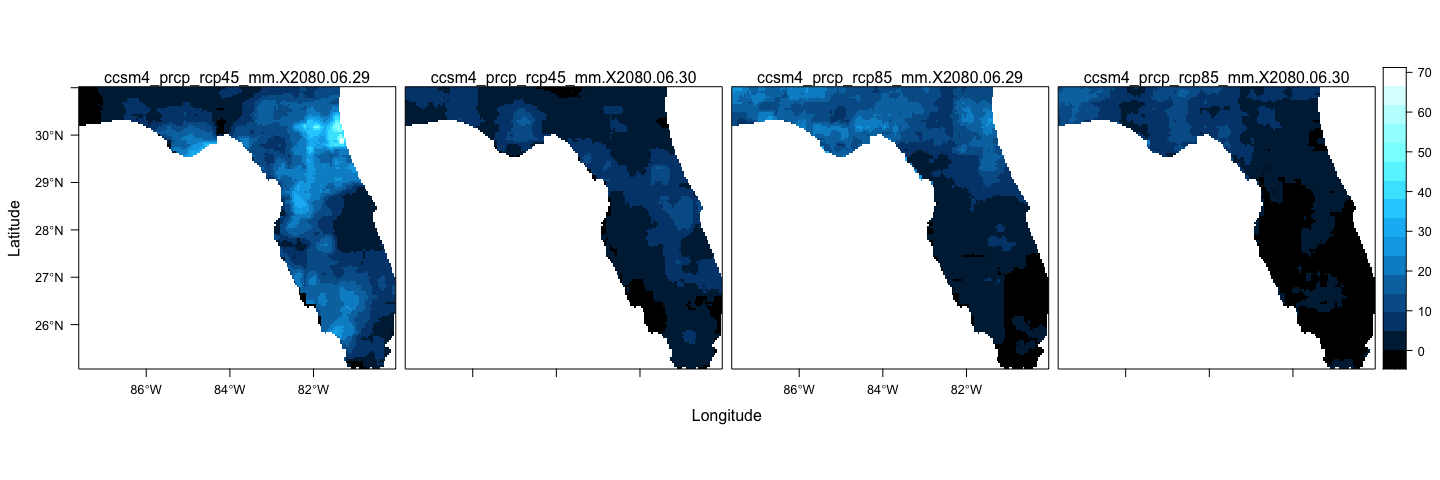 ccsm4_prcp_rcp45_mm.X2080.06.29
ccsm4_prcp_rcp45_mm.X2080.06.30
ccsm4_prcp_rcp85_mm.X2080.06.29
ccsm4_prcp_rcp85_mm.X2080.06.30
Latitude
30°N
29°N
28°N
27°N
26°N
86°W 84°W 82°W
86°W 84°W 82°W
Longitude
70
60
50
40
30
20
10
0